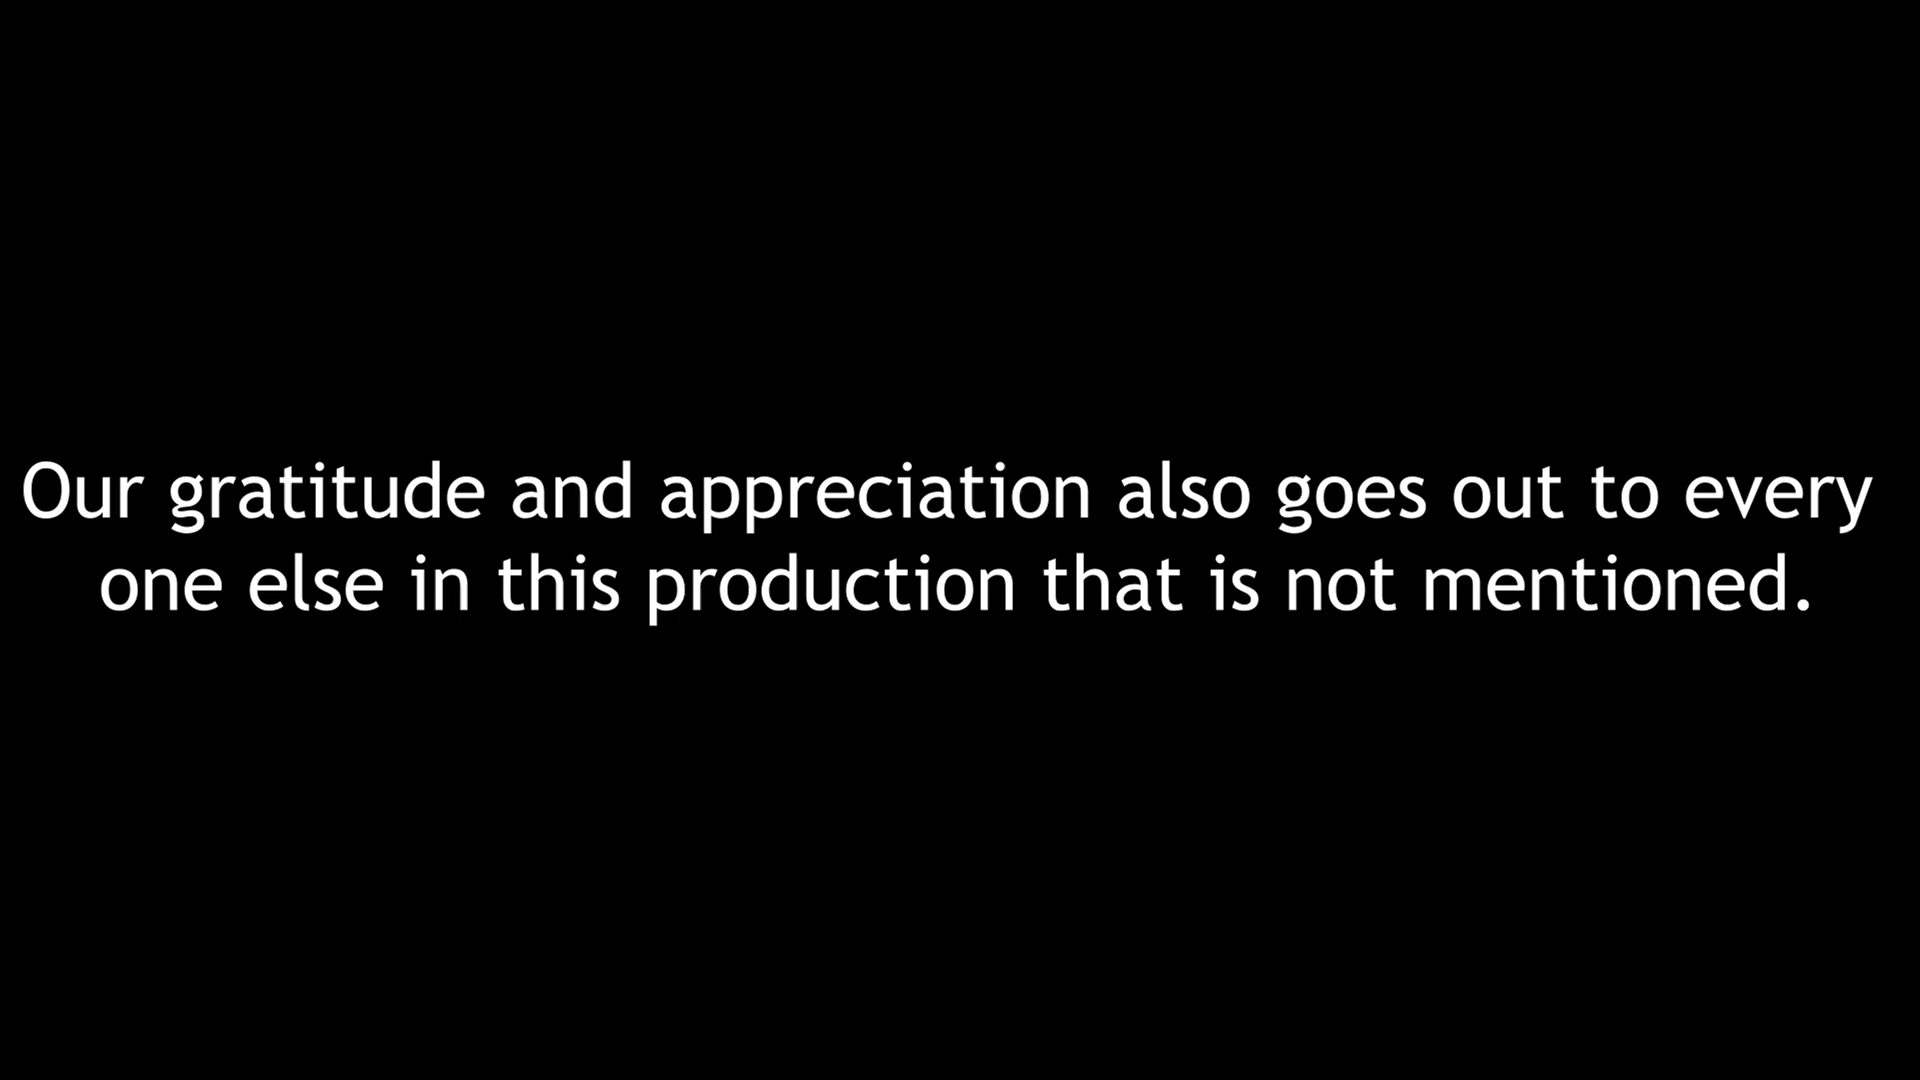 Our gratitude and appreciation also goes out to every
one else in this production that is not mentioned.